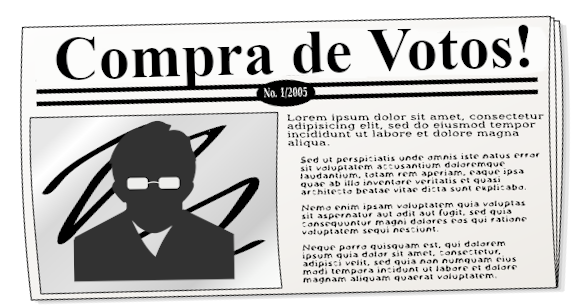 Compra de Votos!
No. 1/2005
Lorem ipsum dolor sit amet, consectetur
adipisicing elit, sed do eiusmod tempor
incididunt ut labore et dolore magna
aliqua.
Sed ut perspiciatis unde omnis iste natus error
sit voluptatem accusantium doloremque
laudantium, totam rem aperiam, eaque ipsa
quae ab illo inventore veritatis et quasi
architecto beatae vitae dicta sunt explicabo.
Nemo enim ipsam voluptatem quia voluptas
sit aspernatur aut odit aut fugit, sed quia
consequuntur magni dolores eos qui ratione
voluptatem sequi nesciunt.
Neque porro quisquam est, qui dolorem
ipsum quia dolor sit amet, consectetur,
adipisci velit, sed quia non numquam eius
modi tempora incidunt ut labore et dolore
magnam aliquam quaerat voluptatem.